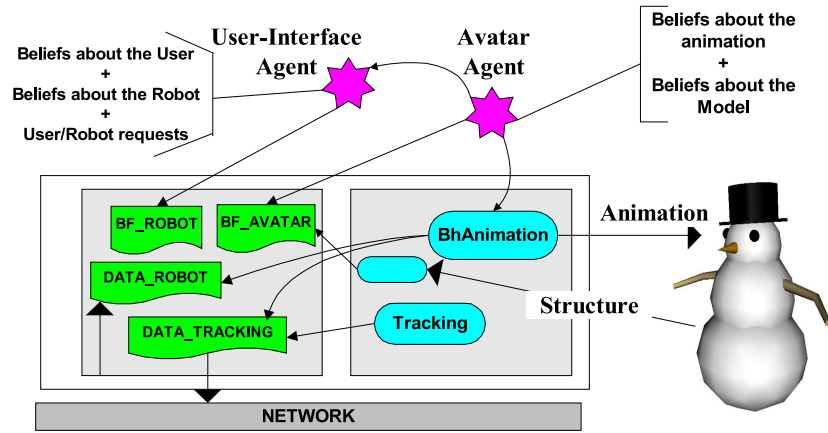 Beliefs about the User
+
Beliefs about the Robot
+
User/Robot requests
User-Interface
Agent
Avatar
Agent
Beliefs about the
animation
+
Beliefs about the
Model
BF_ROBOT
BF_AVATAR
DATA_ROBOT
DATA_TRACKING
BhAnimation
Tracking
Animation
Structure
NETWORK